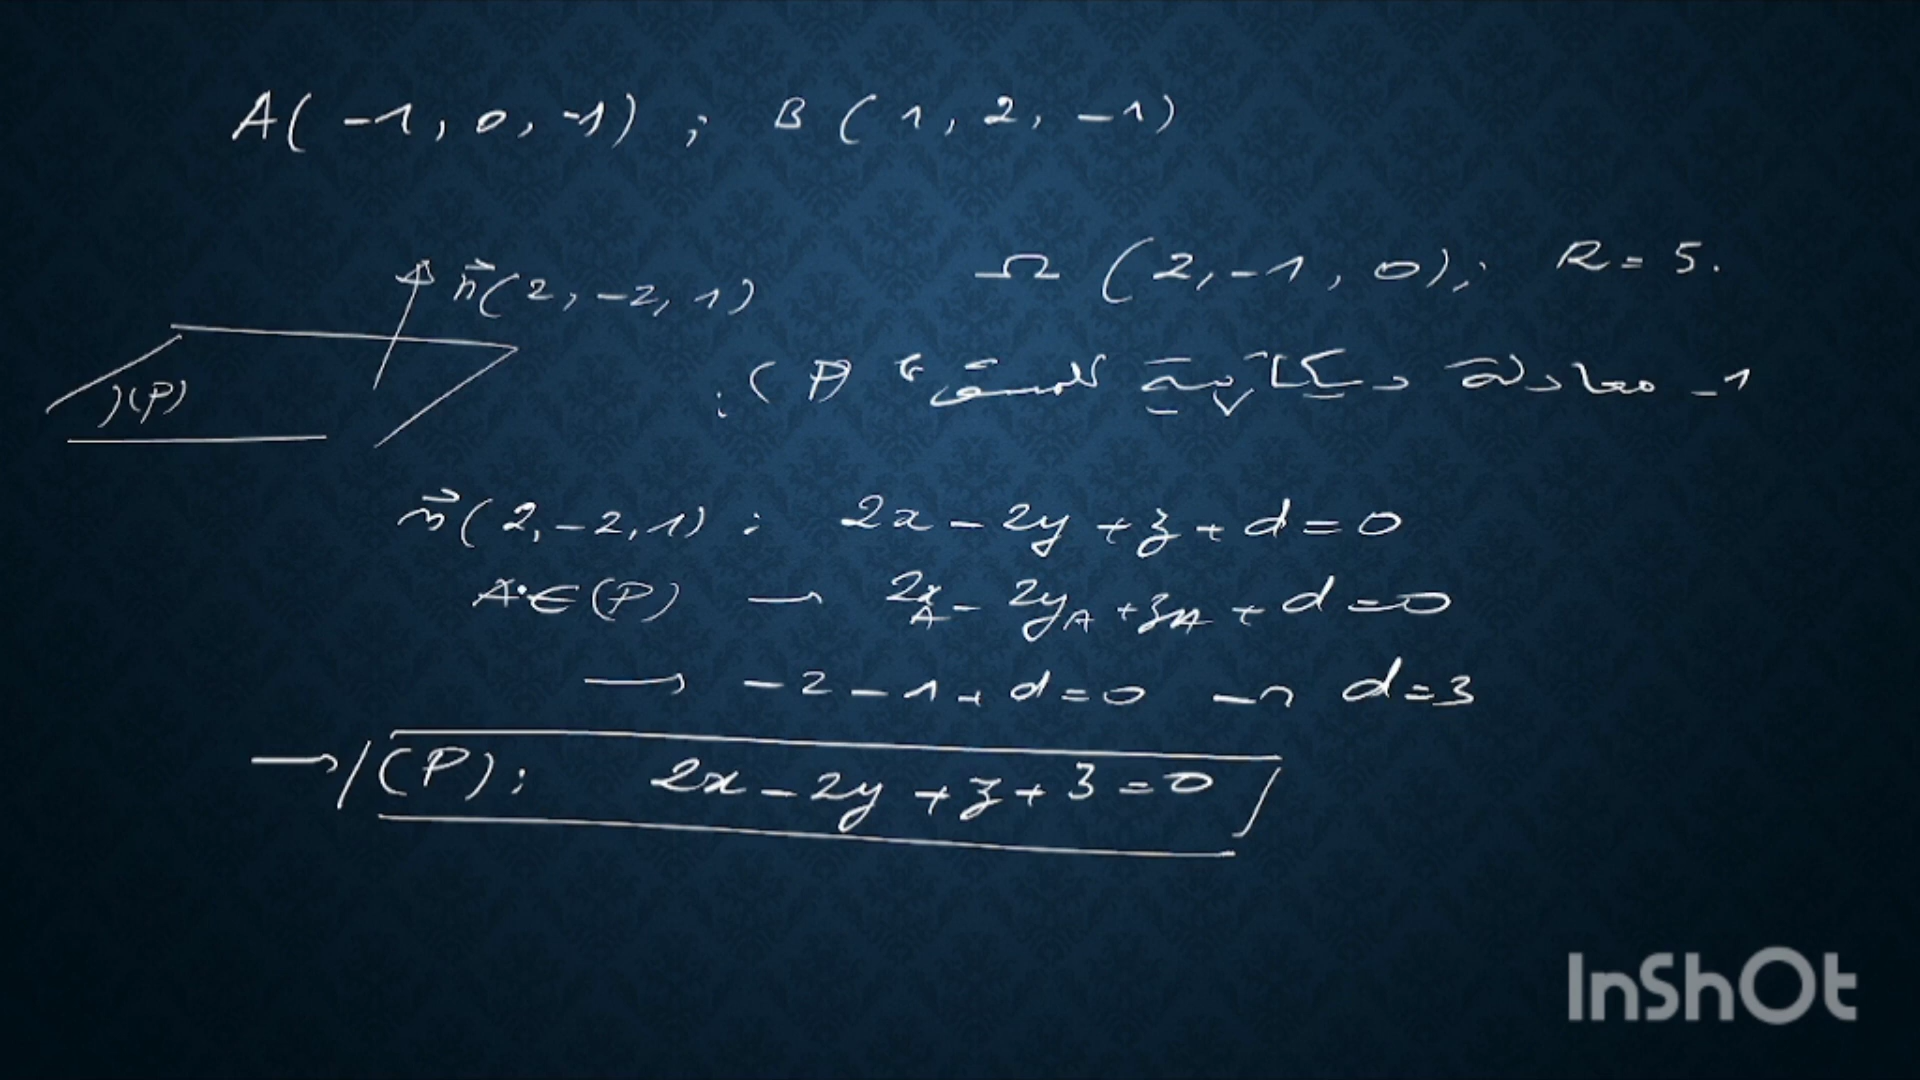 A(-1, 0, -1) ; B(1, 2, -1)
n⃗(2, -2, 1)
Ω(2, -1, 0); R = 5.
(P)
1- معادلة ديكارتية للمستوى (P):
n⃗(2, -2, 1) : 2x - 2y + z + d = 0
A ∈ (P) → 2x_A - 2y_A + z_A + d = 0
→ -2 - 1 + d = 0 → d = 3
→ (P): 2x - 2y + z + 3 = 0
InShOt